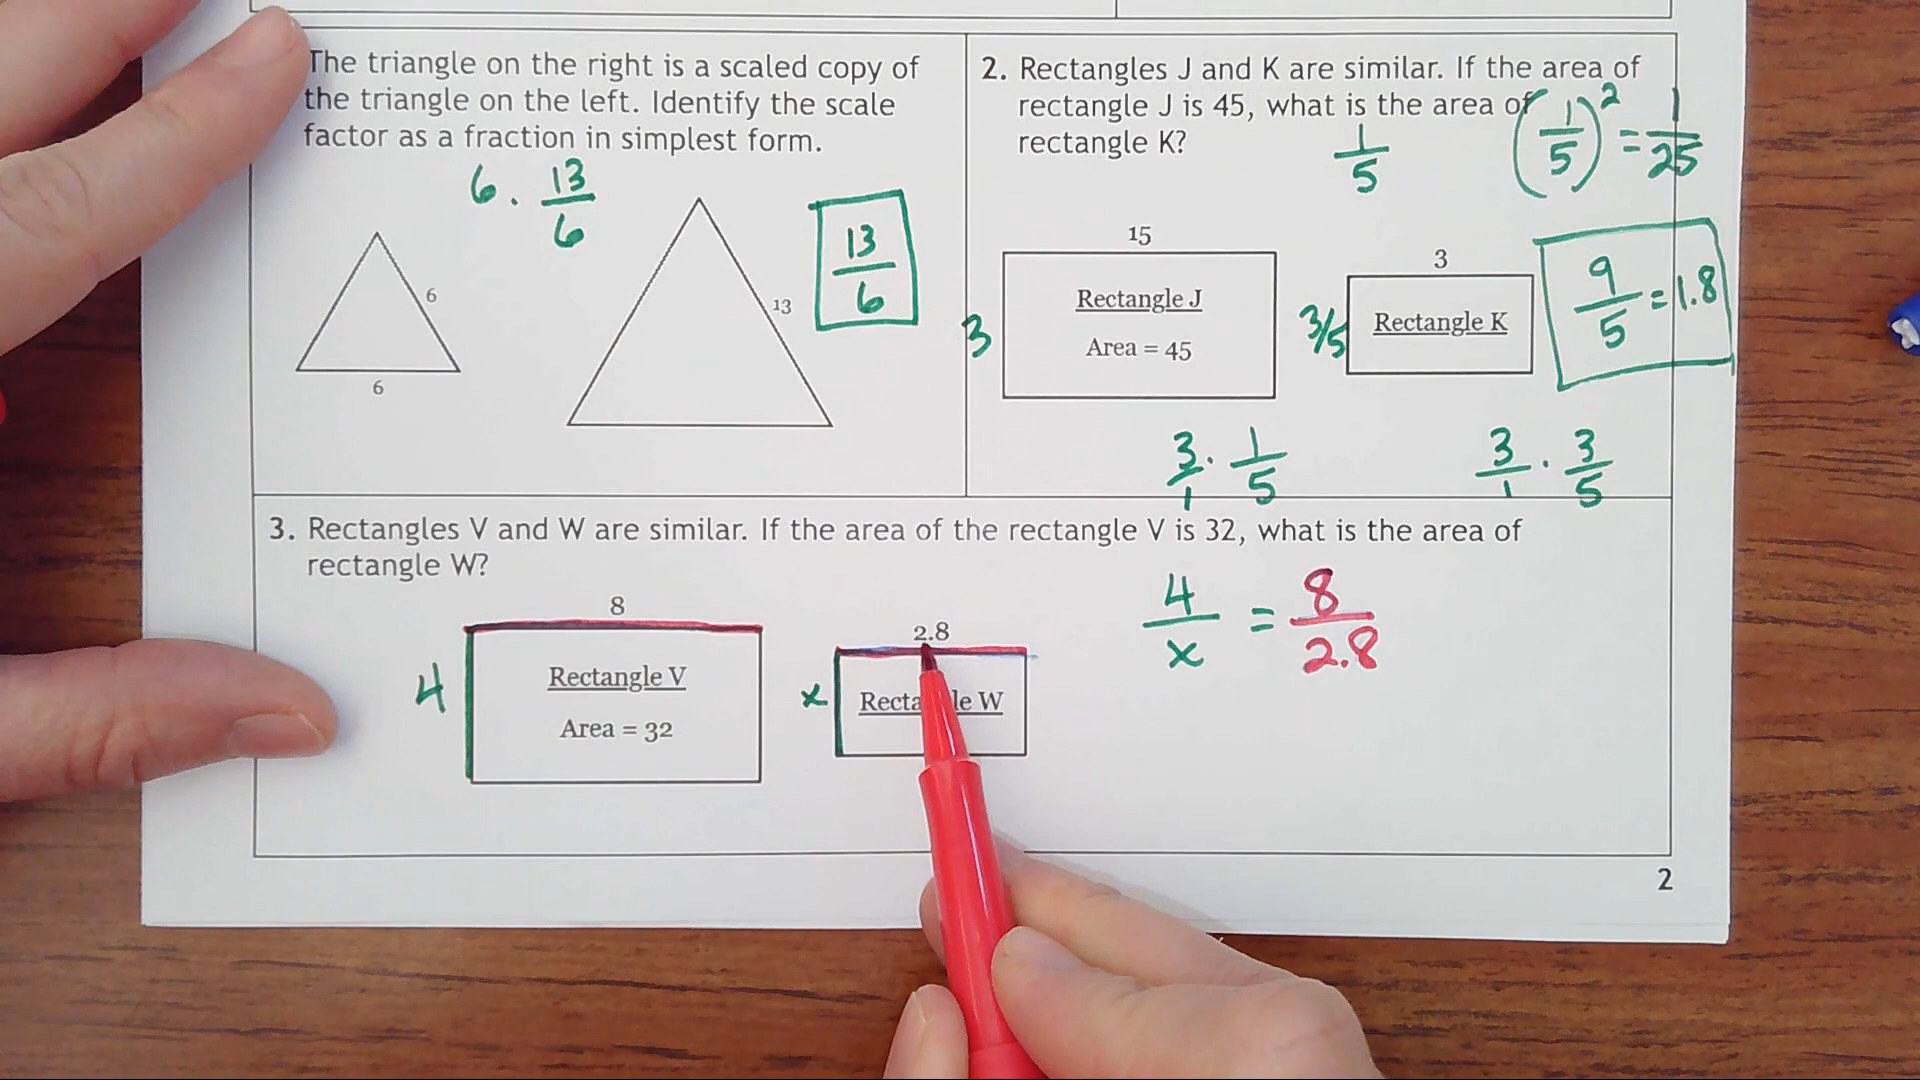 The triangle on the right is a scaled copy of
the triangle on the left. Identify the scale
factor as a fraction in simplest form.
6 . 13/6
6
6
13
13/6
2. Rectangles J and K are similar. If the area of
rectangle J is 45, what is the area of
rectangle K?
1/5
(1/5)² = 1/25
15
Rectangle J
Area = 45
3
3
3/5
Rectangle K
9/5 = 1.8
3/1 · 1/5
3/1 · 3/5
3. Rectangles V and W are similar. If the area of the rectangle V is 32, what is the area of
rectangle W?
8
4
Rectangle V
Area = 32
2.8
x
W
4/x = 8/2.8
2